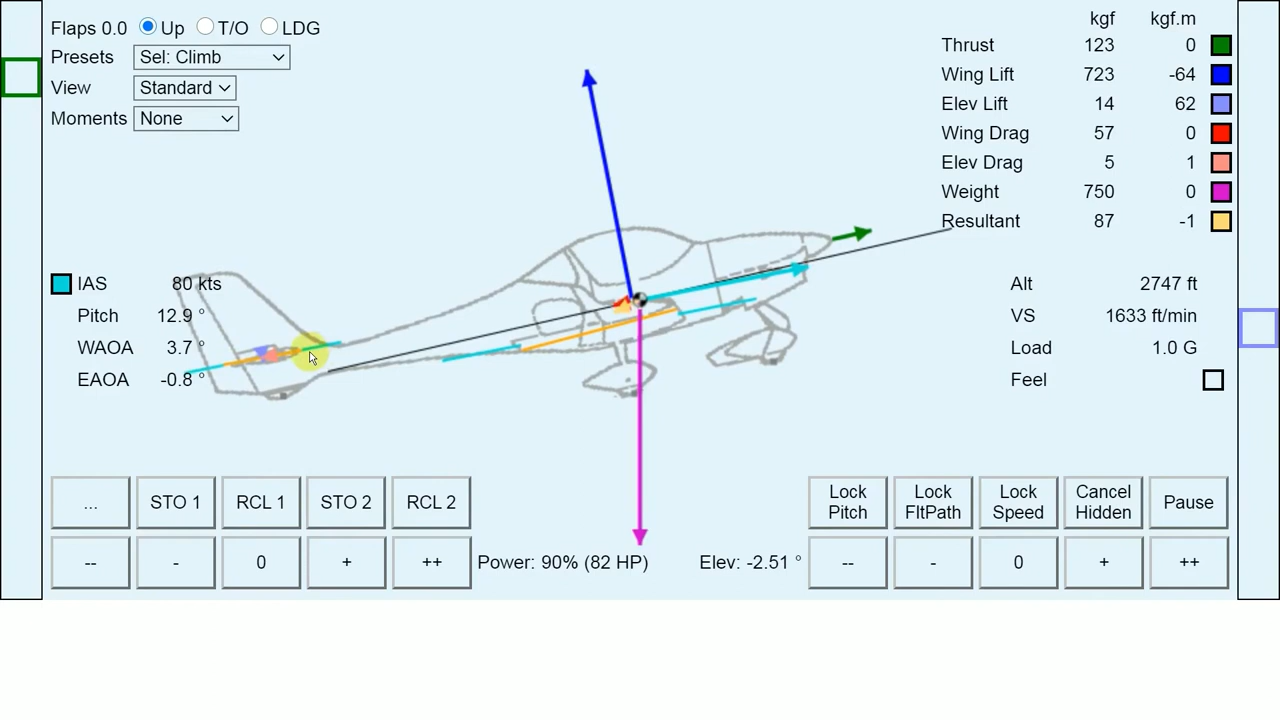 Flaps 0.0 Up T/O LDG
Presets Sel: Climb
View Standard
Moments None
kgf kgf.m
Thrust 123 0
Wing Lift 723 -64
Elev Lift 14 62
Wing Drag 57 0
Elev Drag 5 1
Weight 750 0
Resultant 87 -1
IAS 80 kts
Pitch 12.9 °
WAOA 3.7 °
EAOA -0.8 °
Alt 2747 ft
VS 1633 ft/min
Load 1.0 G
Feel
... STO 1 RCL 1 STO 2 RCL 2
Lock Pitch
Lock FltPath
Lock Speed
Cancel Hidden
Pause
-- - 0 + ++ Power: 90% (82 HP) Elev: -2.51 ° -- - 0 + ++